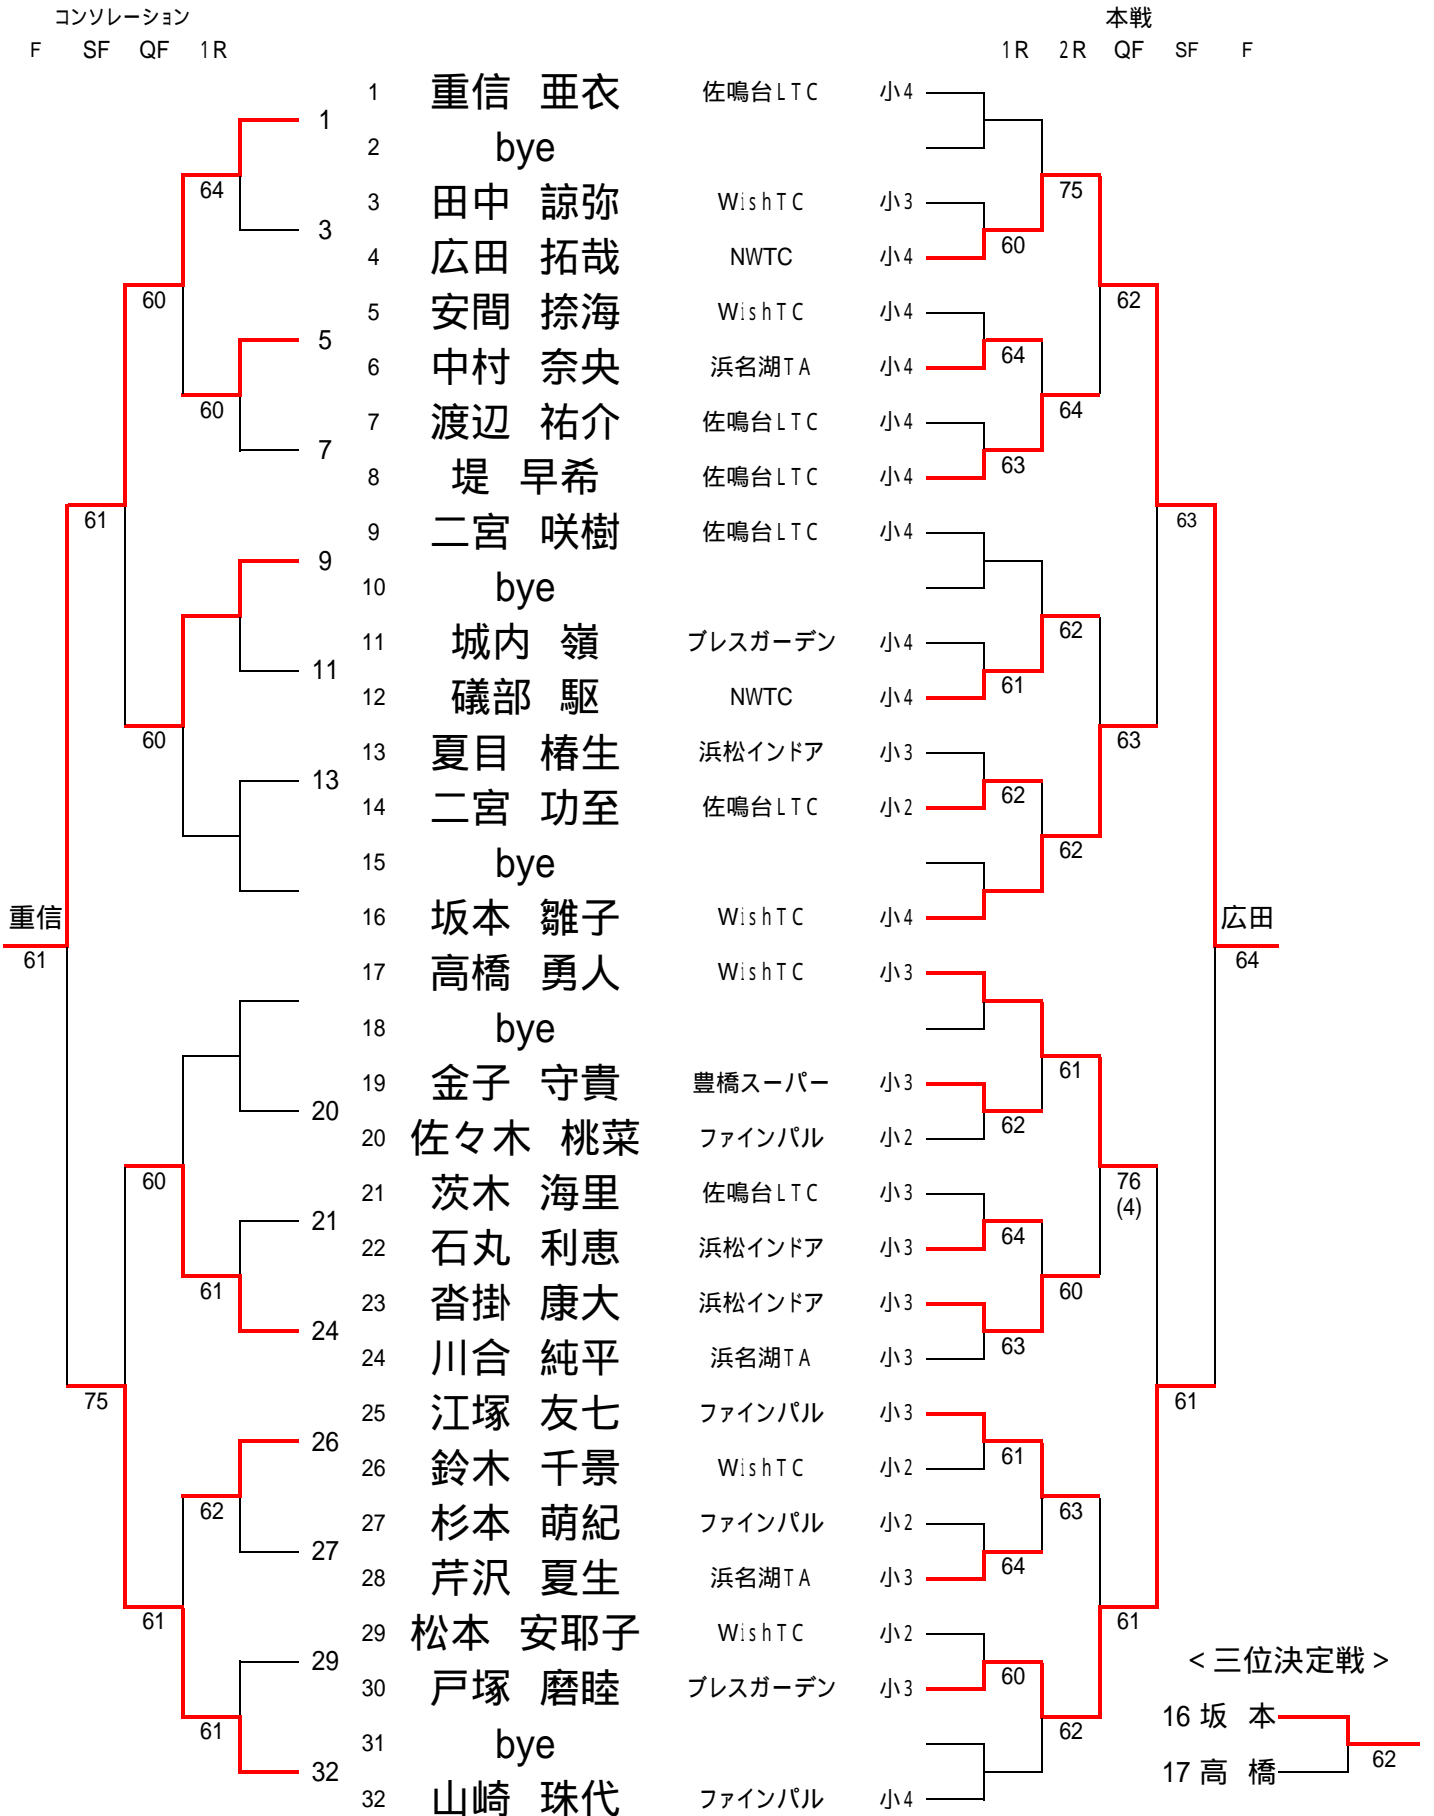 コンソレーション 本戦
F SF QF 1R 1R 2R QF SF F
1 重信 亜衣 佐鳴台LTC 小4
1
2 bye
64 75
3 田中 諒弥 WishTC 小3
3 60
4 広田 拓哉 NWTC 小4
60 62
5 安間 捺海 WishTC 小4
5 64
6 中村 奈央 浜名湖TA 小4
60 64
7 渡辺 祐介 佐鳴台LTC 小4
7 63
8 堤 早希 佐鳴台LTC 小4
61 63
9 二宮 咲樹 佐鳴台LTC 小4
9
10 bye
62
11 城内 嶺 ブレスガーデン 小4
11 61
12 礒部 駆 NWTC 小4
60 63
13 夏目 椿生 浜松インドア 小3
13 62
14 二宮 功至 佐鳴台LTC 小2
62
15 bye
16 坂本 雛子 WishTC 小4
重信 広田
61 64
17 高橋 勇人 WishTC 小3
18 bye
61
19 金子 守貴 豊橋スーパー 小3
20 62
20 佐々木 桃菜 ファインパル 小2
60 76
(4)
21 茨木 海里 佐鳴台LTC 小3
21 64
22 石丸 利恵 浜松インドア 小3
61 60
23 沓掛 康大 浜松インドア 小3
24 63
24 川合 純平 浜名湖TA 小3
75 61
25 江塚 友七 ファインパル 小3
26 61
26 鈴木 千景 WishTC 小2
62 63
27 杉本 萌紀 ファインパル 小2
27 64
28 芹沢 夏生 浜名湖TA 小3
61 61
29 松本 安耶子 WishTC 小2
29 60
30 戸塚 磨睦 ブレスガーデン 小3
61 62
31 bye
32
32 山崎 珠代 ファインパル 小4
＜三位決定戦＞
16 坂 本
62
17 高 橋